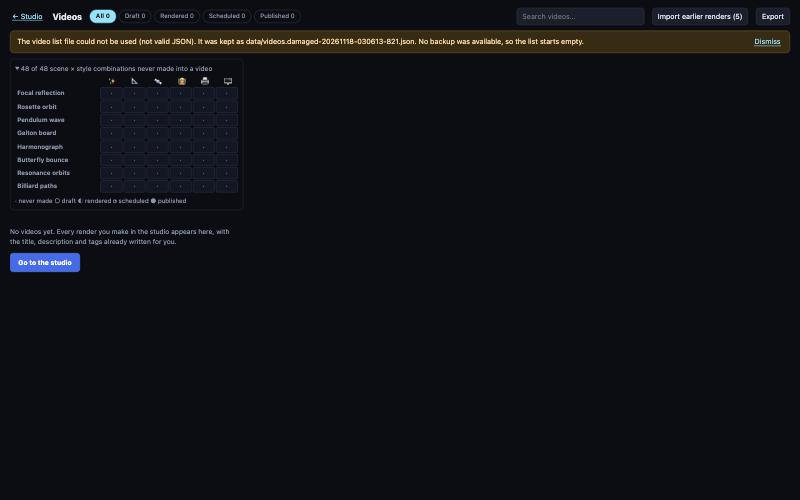 ← Studio
Videos
All 0
Draft 0
Rendered 0
Scheduled 0
Published 0
Search videos...
Import earlier renders (5)
Export
The video list file could not be used (not valid JSON). It was kept as data/videos.damaged-20261118-030613-821.json. No backup was available, so the list starts empty.
Dismiss
▾ 48 of 48 scene × style combinations never made into a video
Focal reflection
Rosette orbit
Pendulum wave
Galton board
Harmonograph
Butterfly bounce
Resonance orbits
Billiard paths
· never made ○ draft ◐ rendered ◑ scheduled ● published
No videos yet. Every render you make in the studio appears here, with
the title, description and tags already written for you.
Go to the studio